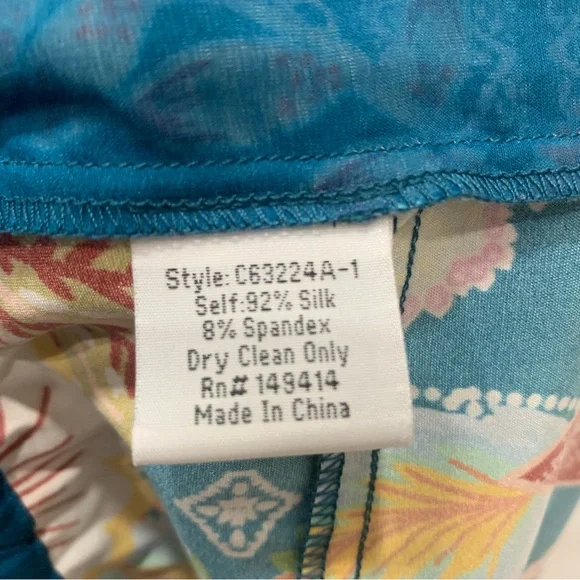 Style: C63224A-1
Self:92% Silk
8% Spandex
Dry Clean Only
Rn# 149414
Made In China